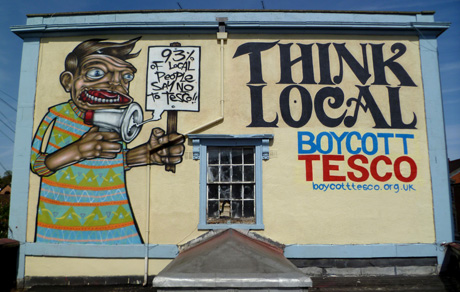 93%
OF LOCAL
PEOPLE
SAY NO
TO TESCO!!
THINK
LOCAL
BOYCOTT
TESCO
boycotttesco.org.uk